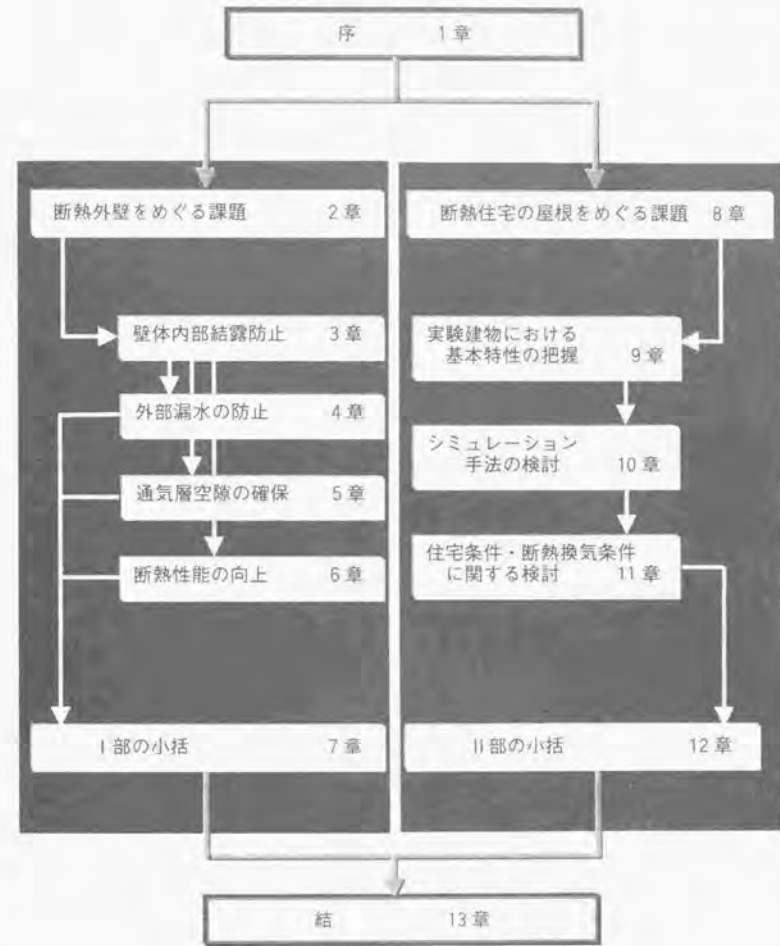 序 1章
断熱外壁をめぐる課題 2章
壁体内部結露防止 3章
外部漏水の防止 4章
通気層空隙の確保 5章
断熱性能の向上 6章
I部の小括 7章
断熱住宅の屋根をめぐる課題 8章
実験建物における
基本特性の把握 9章
シミュレーション
手法の検討 10章
住宅条件・断熱換気条件
に関する検討 11章
II部の小括 12章
結 13章